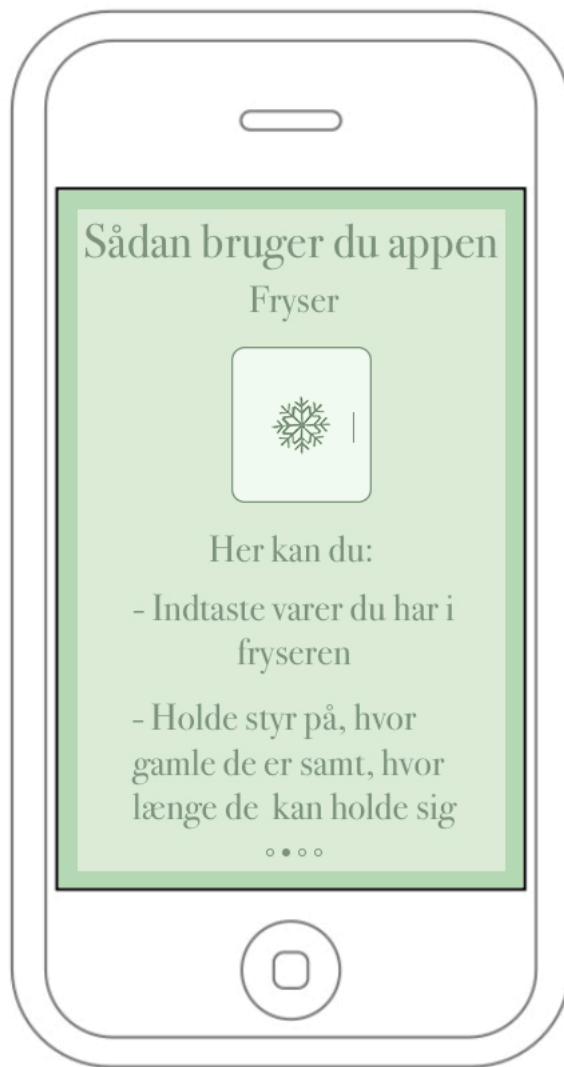 Sådan bruger du appen
Fryser
Her kan du:
- Indtaste varer du har i
fryseren
- Holde styr på, hvor
gamle de er samt, hvor
længe de  kan holde sig